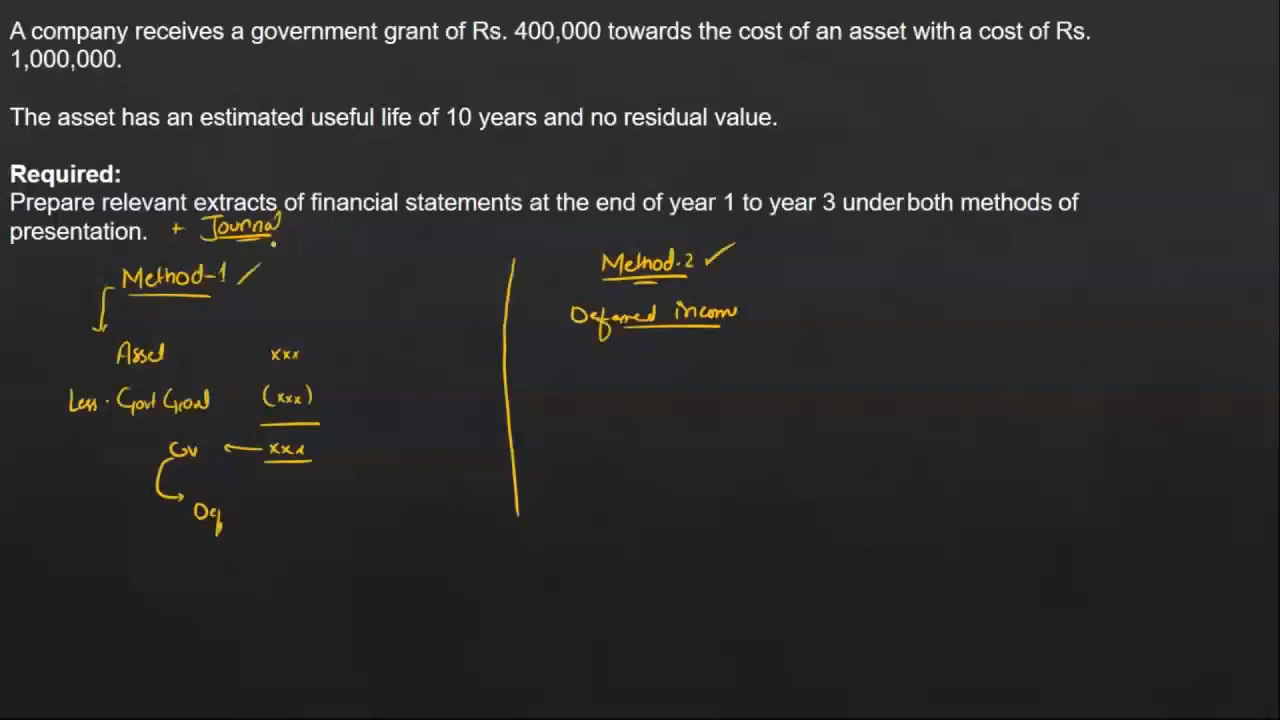 A company receives a government grant of Rs. 400,000 towards the cost of an asset with a cost of Rs.
1,000,000.
The asset has an estimated useful life of 10 years and no residual value.
Required:
Prepare relevant extracts of financial statements at the end of year 1 to year 3 under both methods of
presentation. + Journal
Method-1 ✓
Asset xxx
Less. Govt Grant (xxx)
CV ← xxx
Dep
Method.2 ✓
Deferred income